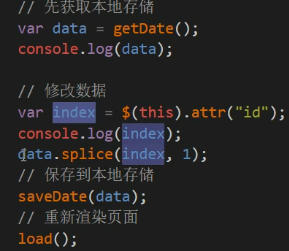 // 先获取本地存储
var data = getDate();
console.log(data);
// 修改数据
var index = $(this).attr("id");
console.log(index);
data.splice(index, 1);
// 保存到本地存储
saveDate(data);
// 重新渲染页面
load();